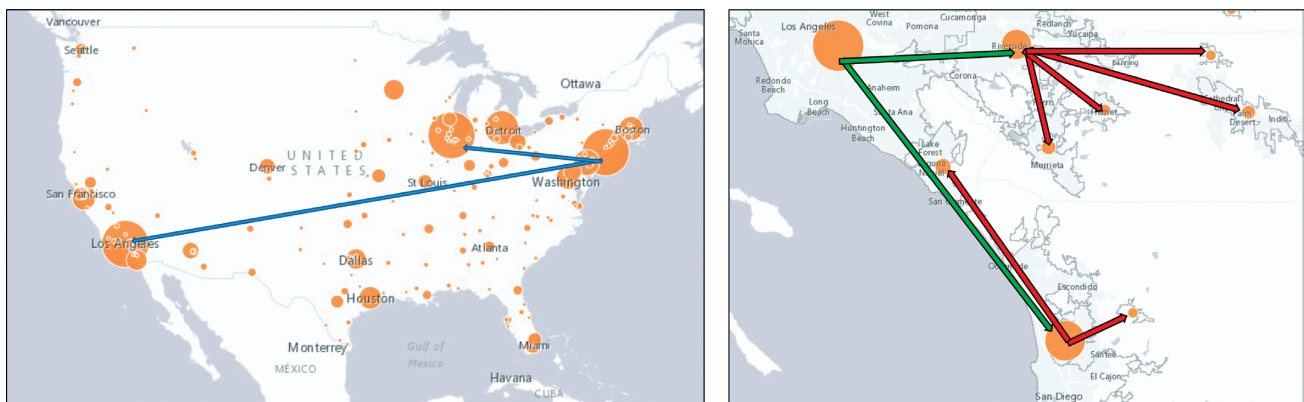 Vancouver
Seattle
Ottawa
Detroit
Boston
UNITED
STATES
Denver
St Louis
Washington
San Francisco
Los Angeles
Atlanta
Dallas
Houston
Monterrey
Gulf of
Mexico
Miami
MÉXICO
Havana
CUBA
Los Angeles
West
Covina
Pomona
Cucamonga
Redlands
Yucaipa
Santa
Monica
Riverside
Banning
Corona
Redondo
Beach
Anaheim
Long
Beach
Santa Ana
Perris
Hemet
Cathedral
Palm
Desert
Indio
Huntington
Beach
Lake
Forest
Laguna
Niguel
Murrieta
San Clemente
Oceanside
Escondido
Santee
El Cajon
San Diego